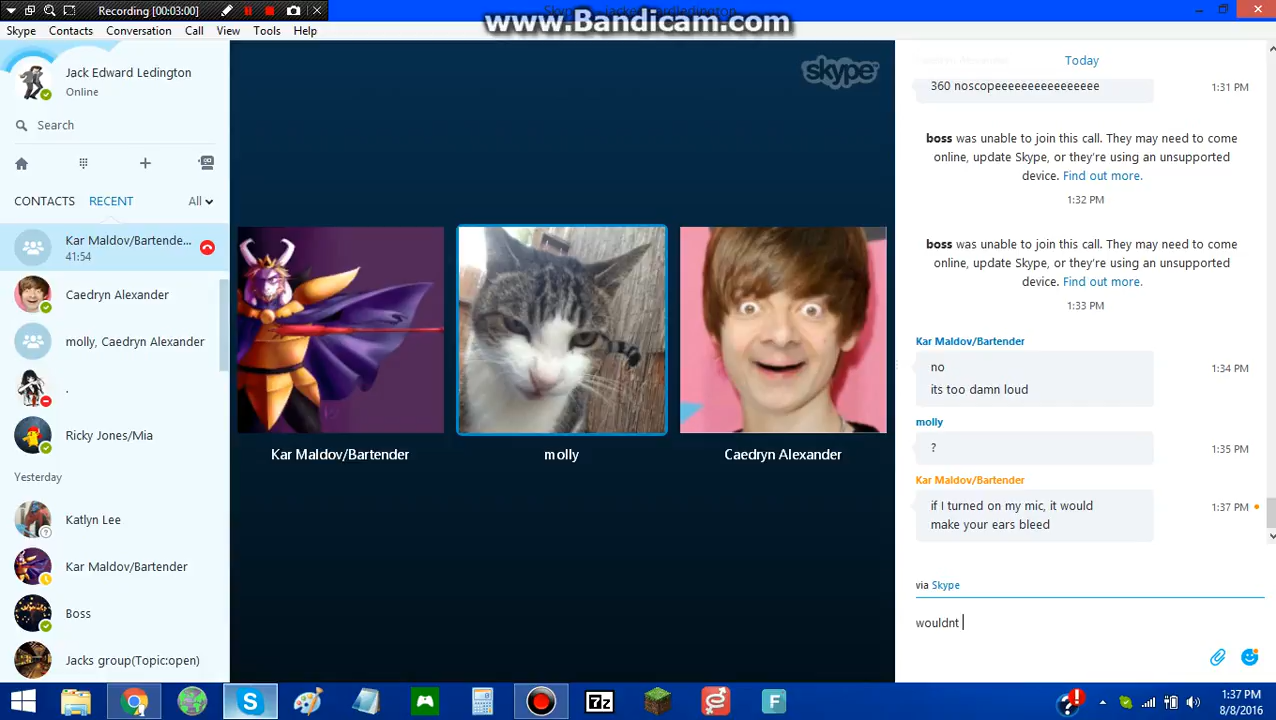 Recording [00:03:00]
www.Bandicam.com
Skype Contacts Conversation Call View Tools Help
Jack Edward Ledington
Online
Search
CONTACTS RECENT All
Kar Maldov/Bartende...
41:54
Caedryn Alexander
molly, Caedryn Alexander
.
Ricky Jones/Mia
Yesterday
Katlyn Lee
Kar Maldov/Bartender
Boss
Jacks group(Topic:open)
skype
Kar Maldov/Bartender
molly
Caedryn Alexander
Today
360 noscopeeeeeeeeeeeeeeee 1:31 PM
boss was unable to join this call. They may need to come
online, update Skype, or they're using an unsupported
device. Find out more.
1:32 PM
boss was unable to join this call. They may need to come
online, update Skype, or they're using an unsupported
device. Find out more.
1:33 PM
Kar Maldov/Bartender
no 1:34 PM
its too damn loud
molly
? 1:35 PM
Kar Maldov/Bartender
if I turned on my mic, it would 1:37 PM
make your ears bleed
via Skype
wouldnt
S
7z
F
1:37 PM
8/8/2016